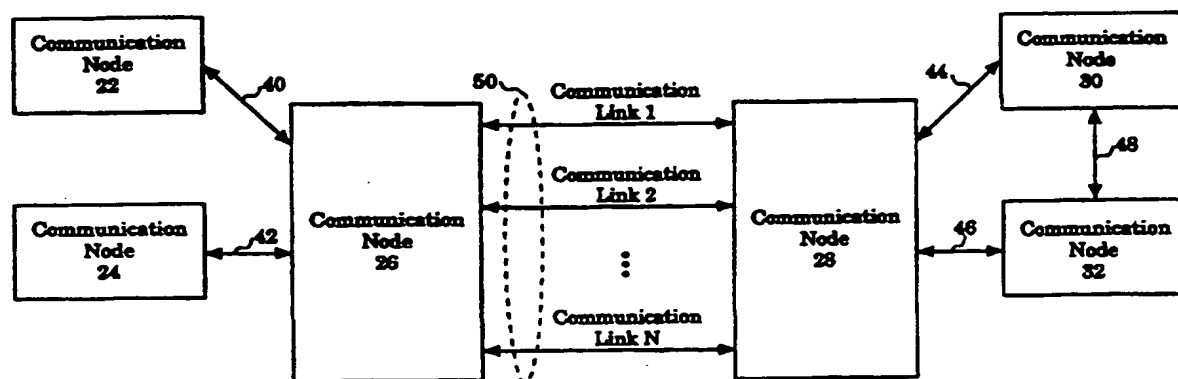 Communication
Node
22
40
Communication
Node
24
42
Communication
Node
26
50
Communication
Link 1
Communication
Link 2
Communication
Link N
Communication
Node
28
44
46
Communication
Node
30
48
Communication
Node
32